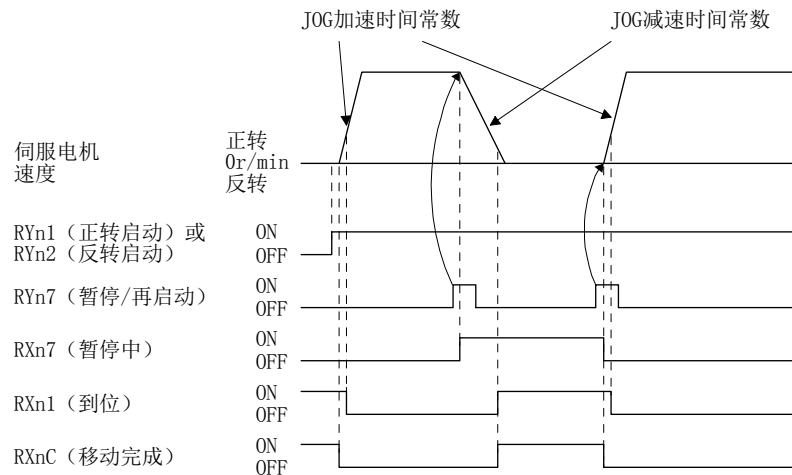 JOG加速时间常数
JOG减速时间常数
伺服电机
速度
正转
0r/min
反转
RYn1（正转启动）或
RYn2（反转启动）
ON
OFF
RYn7（暂停/再启动）
ON
OFF
RXn7（暂停中）
ON
OFF
RXn1（到位）
ON
OFF
RXnC（移动完成）
ON
OFF